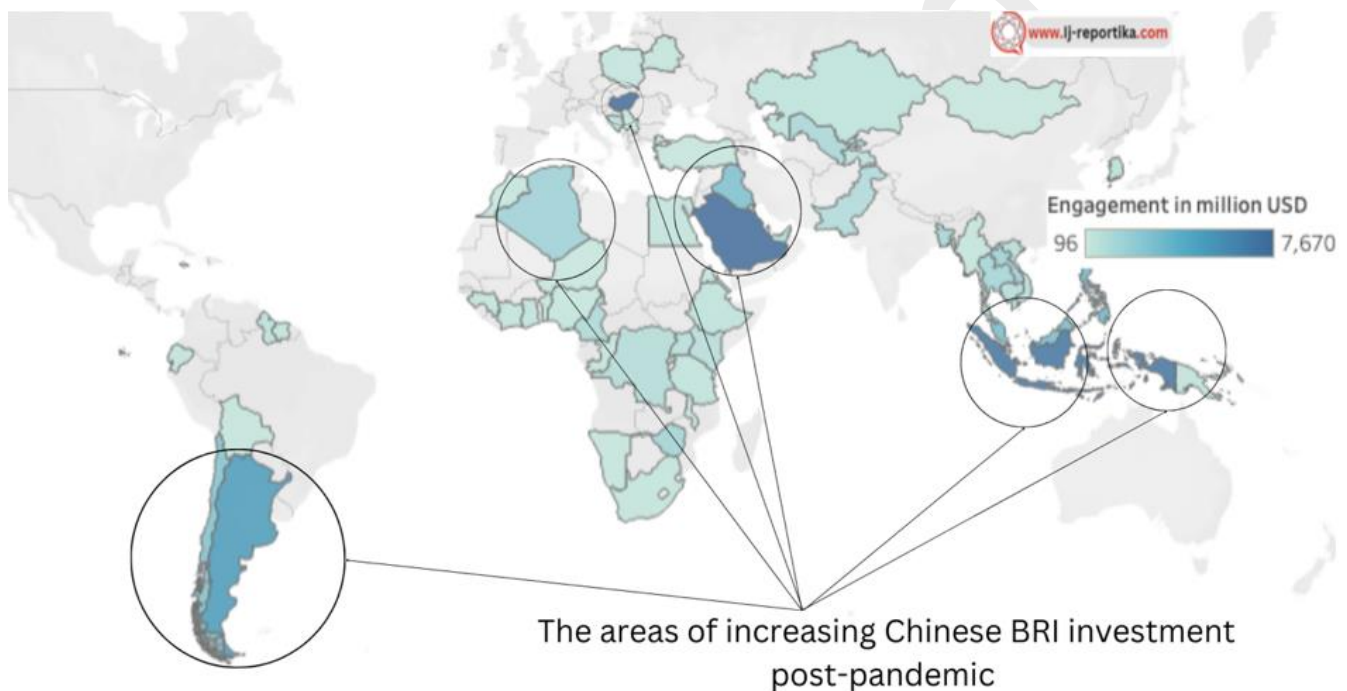 www.lj-reportika.com
Engagement in million USD
96 7,670
The areas of increasing Chinese BRI investment
post-pandemic